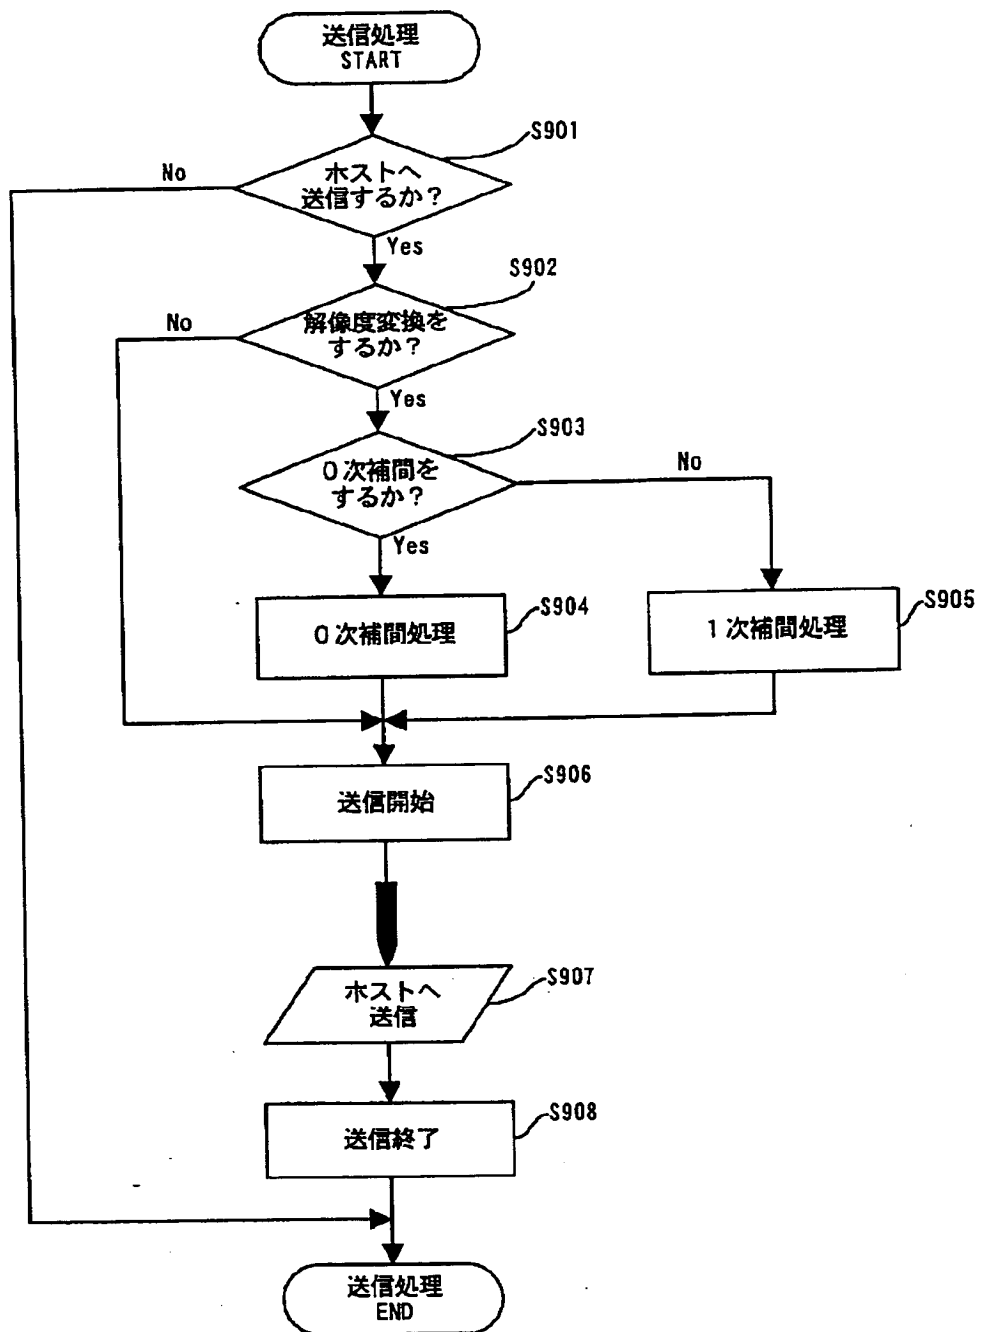 送信処理
START
S901
ホストへ
送信するか？
No
Yes
S902
解像度変換を
するか？
No
Yes
S903
０次補間を
するか？
No
Yes
S904
０次補間処理
S905
１次補間処理
S906
送信開始
S907
ホストへ
送信
S908
送信終了
送信処理
END